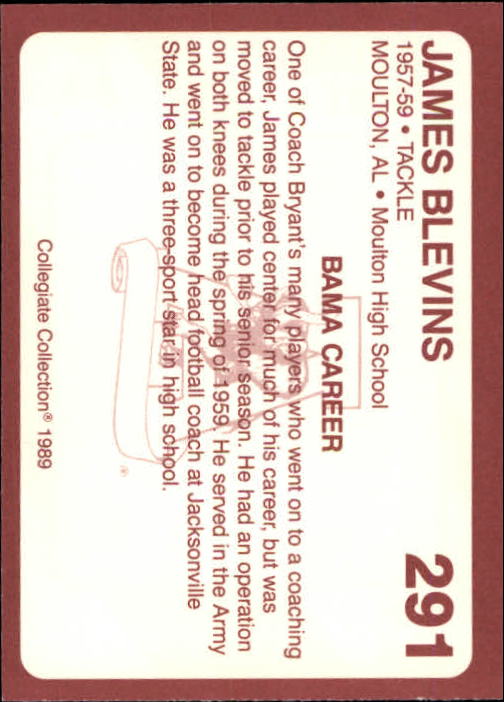 JAMES BLEVINS 291
1957-59 • TACKLE
MOULTON, AL • Moulton High School
BAMA CAREER
One of Coach Bryant's many players who went on to a coaching
career, James played center for much of his career, but was
moved to tackle prior to his senior season. He had an operation
on both knees during the spring of 1959. He served in the Army
and went on to become head football coach at Jacksonville
State. He was a three-sport star in high school.
Collegiate Collection® 1989
®